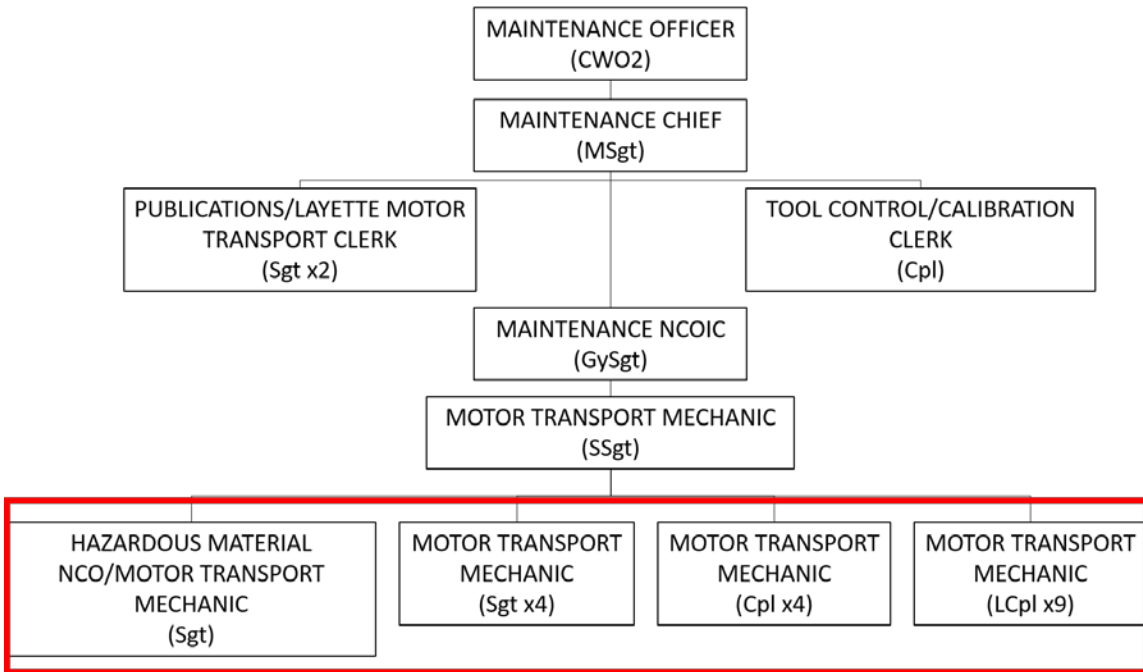 MAINTENANCE OFFICER
(CWO2)
MAINTENANCE CHIEF
(MSgt)
PUBLICATIONS/LAYETTE MOTOR
TRANSPORT CLERK
(Sgt x2)
TOOL CONTROL/CALIBRATION
CLERK
(Cpl)
MAINTENANCE NCOIC
(GySgt)
MOTOR TRANSPORT MECHANIC
(SSgt)
HAZARDOUS MATERIAL
NCO/MOTOR TRANSPORT
MECHANIC
(Sgt)
MOTOR TRANSPORT
MECHANIC
(Sgt x4)
MOTOR TRANSPORT
MECHANIC
(Cpl x4)
MOTOR TRANSPORT
MECHANIC
(LCpl x9)